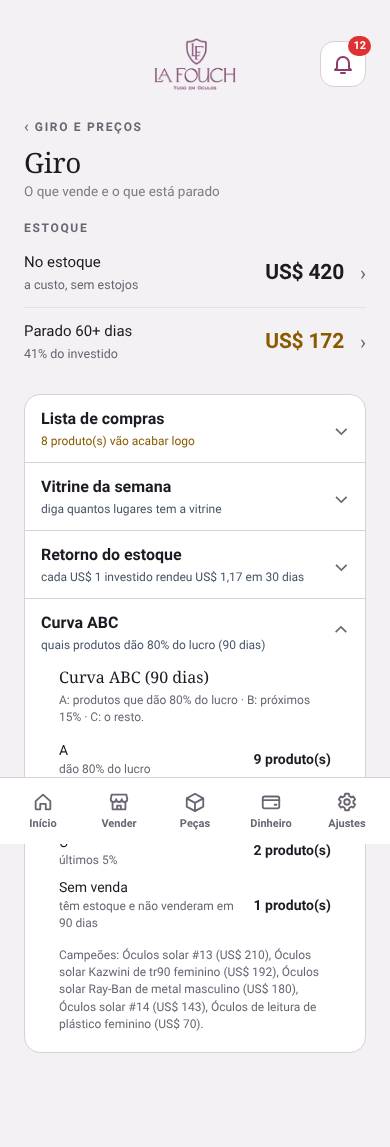 LF
LA FOUCH
Tudo em Óculos
12
‹ GIRO E PREÇOS
Giro
O que vende e o que está parado
ESTOQUE
No estoque
US$ 420 ›
a custo, sem estojos
Parado 60+ dias
US$ 172 ›
41% do investido
Lista de compras
8 produto(s) vão acabar logo
Vitrine da semana
diga quantos lugares tem a vitrine
Retorno do estoque
cada US$ 1 investido rendeu US$ 1,17 em 30 dias
Curva ABC
quais produtos dão 80% do lucro (90 dias)
Curva ABC (90 dias)
A: produtos que dão 80% do lucro · B: próximos
15% · C: o resto.
A
9 produto(s)
dão 80% do lucro
Início Vender Peças Dinheiro Ajustes
2 produto(s)
últimos 5%
Sem venda
têm estoque e não venderam em
1 produto(s)
90 dias
Campeões: Óculos solar #13 (US$ 210), Óculos
solar Kazwini de tr90 feminino (US$ 192), Óculos
solar Ray-Ban de metal masculino (US$ 180),
Óculos solar #14 (US$ 143), Óculos de leitura de
plástico feminino (US$ 70).